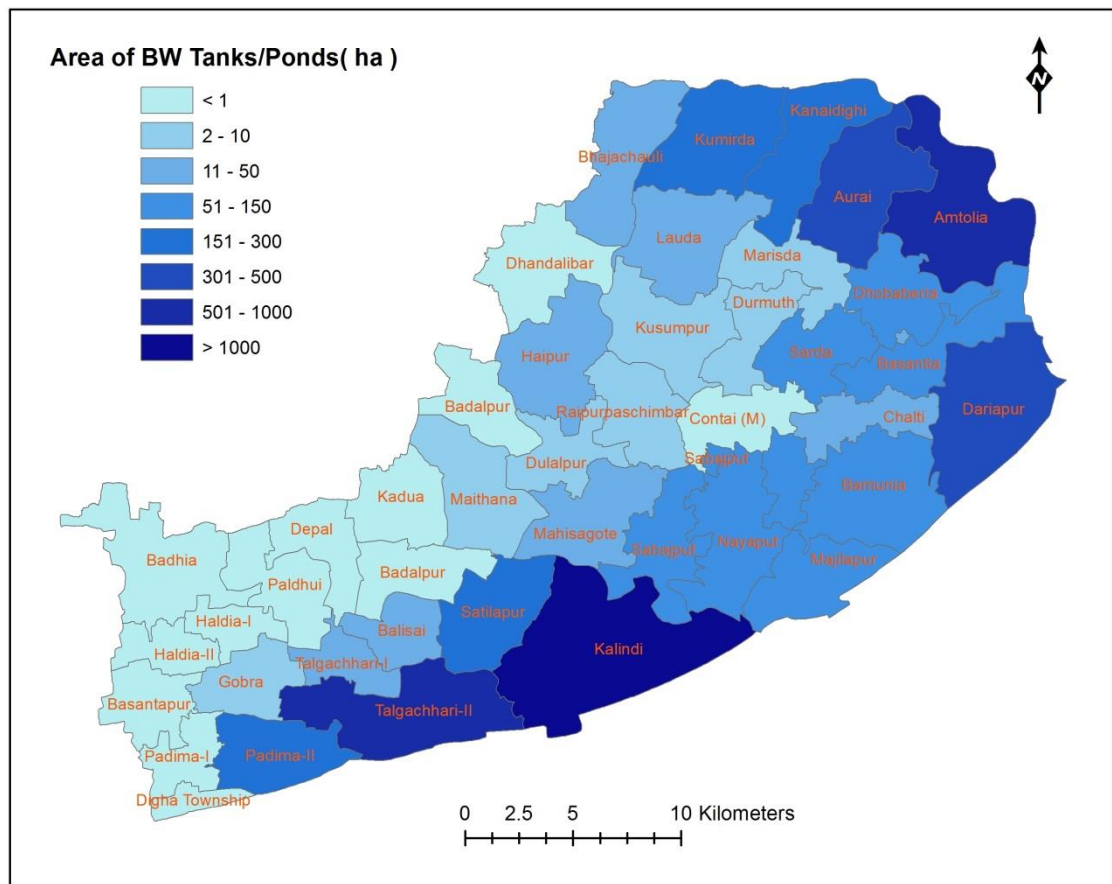 Area of BW Tanks/Ponds( ha )
< 1
2 - 10
11 - 50
51 - 150
151 - 300
301 - 500
501 - 1000
> 1000
N
Kanaidighi
Kumirda
Bhajachauli
Aurai
Amtolia
Lauda
Marisda
Dhandalibar
Dhobaberia
Durmuth
Kusumpur
Sarda
Haipur
Basantia
Badalpur
Raipurpaschimbar
Contai (M)
Chalti
Dariapur
Sabajput
Dulalpur
Bamunia
Kadua
Maithana
Depal
Mahisagote
Nayaput
Sabajput
Badhia
Majilapur
Badalpur
Paldhui
Satilapur
Haldia-I
Balisai
Kalindi
Haldia-II
Talgachhari-I
Gobra
Basantapur
Talgachhari-II
Padima-I
Padima-II
Digha Township
0 2.5 5 10 Kilometers